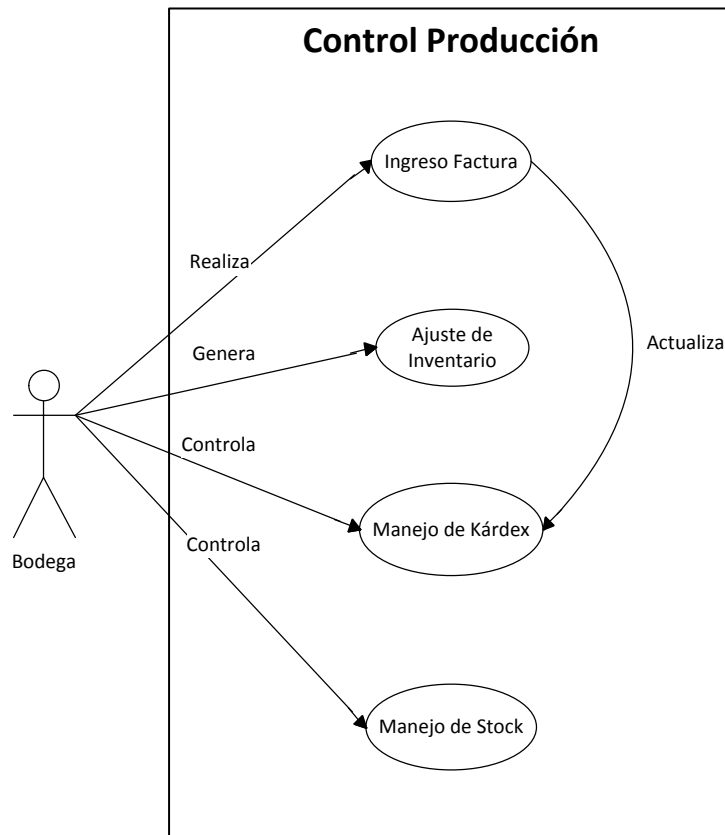 Control Producción
Ingreso Factura
Realiza
Genera
Ajuste de
Inventario
Actualiza
Controla
Manejo de Kárdex
Controla
Bodega
Manejo de Stock